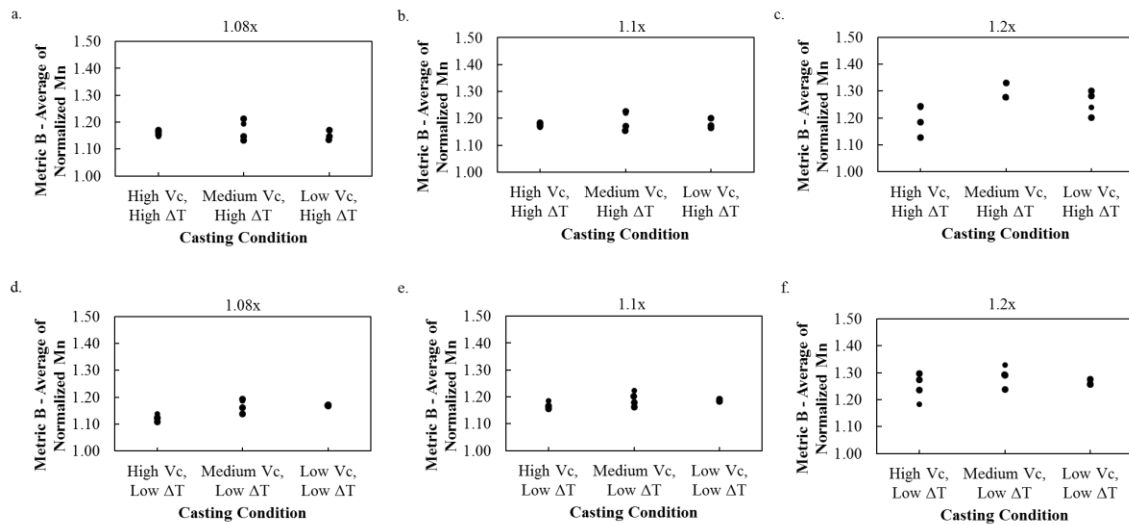 a.
1.08x
Metric B - Average of
Normalized Mn
1.50
1.40
1.30
1.20
1.10
1.00
High Vc,
High ΔT
Medium Vc,
High ΔT
Low Vc,
High ΔT
Casting Condition
b.
1.1x
Metric B - Average of
Normalized Mn
1.50
1.40
1.30
1.20
1.10
1.00
High Vc,
High ΔT
Medium Vc,
High ΔT
Low Vc,
High ΔT
Casting Condition
c.
1.2x
Metric B - Average of
Normalized Mn
1.50
1.40
1.30
1.20
1.10
1.00
High Vc,
High ΔT
Medium Vc,
High ΔT
Low Vc,
High ΔT
Casting Condition
d.
1.08x
Metric B - Average of
Normalized Mn
1.50
1.40
1.30
1.20
1.10
1.00
High Vc,
Low ΔT
Medium Vc,
Low ΔT
Low Vc,
Low ΔT
Casting Condition
e.
1.1x
Metric B - Average of
Normalized Mn
1.50
1.40
1.30
1.20
1.10
1.00
High Vc,
Low ΔT
Medium Vc,
Low ΔT
Low Vc,
Low ΔT
Casting Condition
f.
1.2x
Metric B - Average of
Normalized Mn
1.50
1.40
1.30
1.20
1.10
1.00
High Vc,
Low ΔT
Medium Vc,
Low ΔT
Low Vc,
Low ΔT
Casting Condition